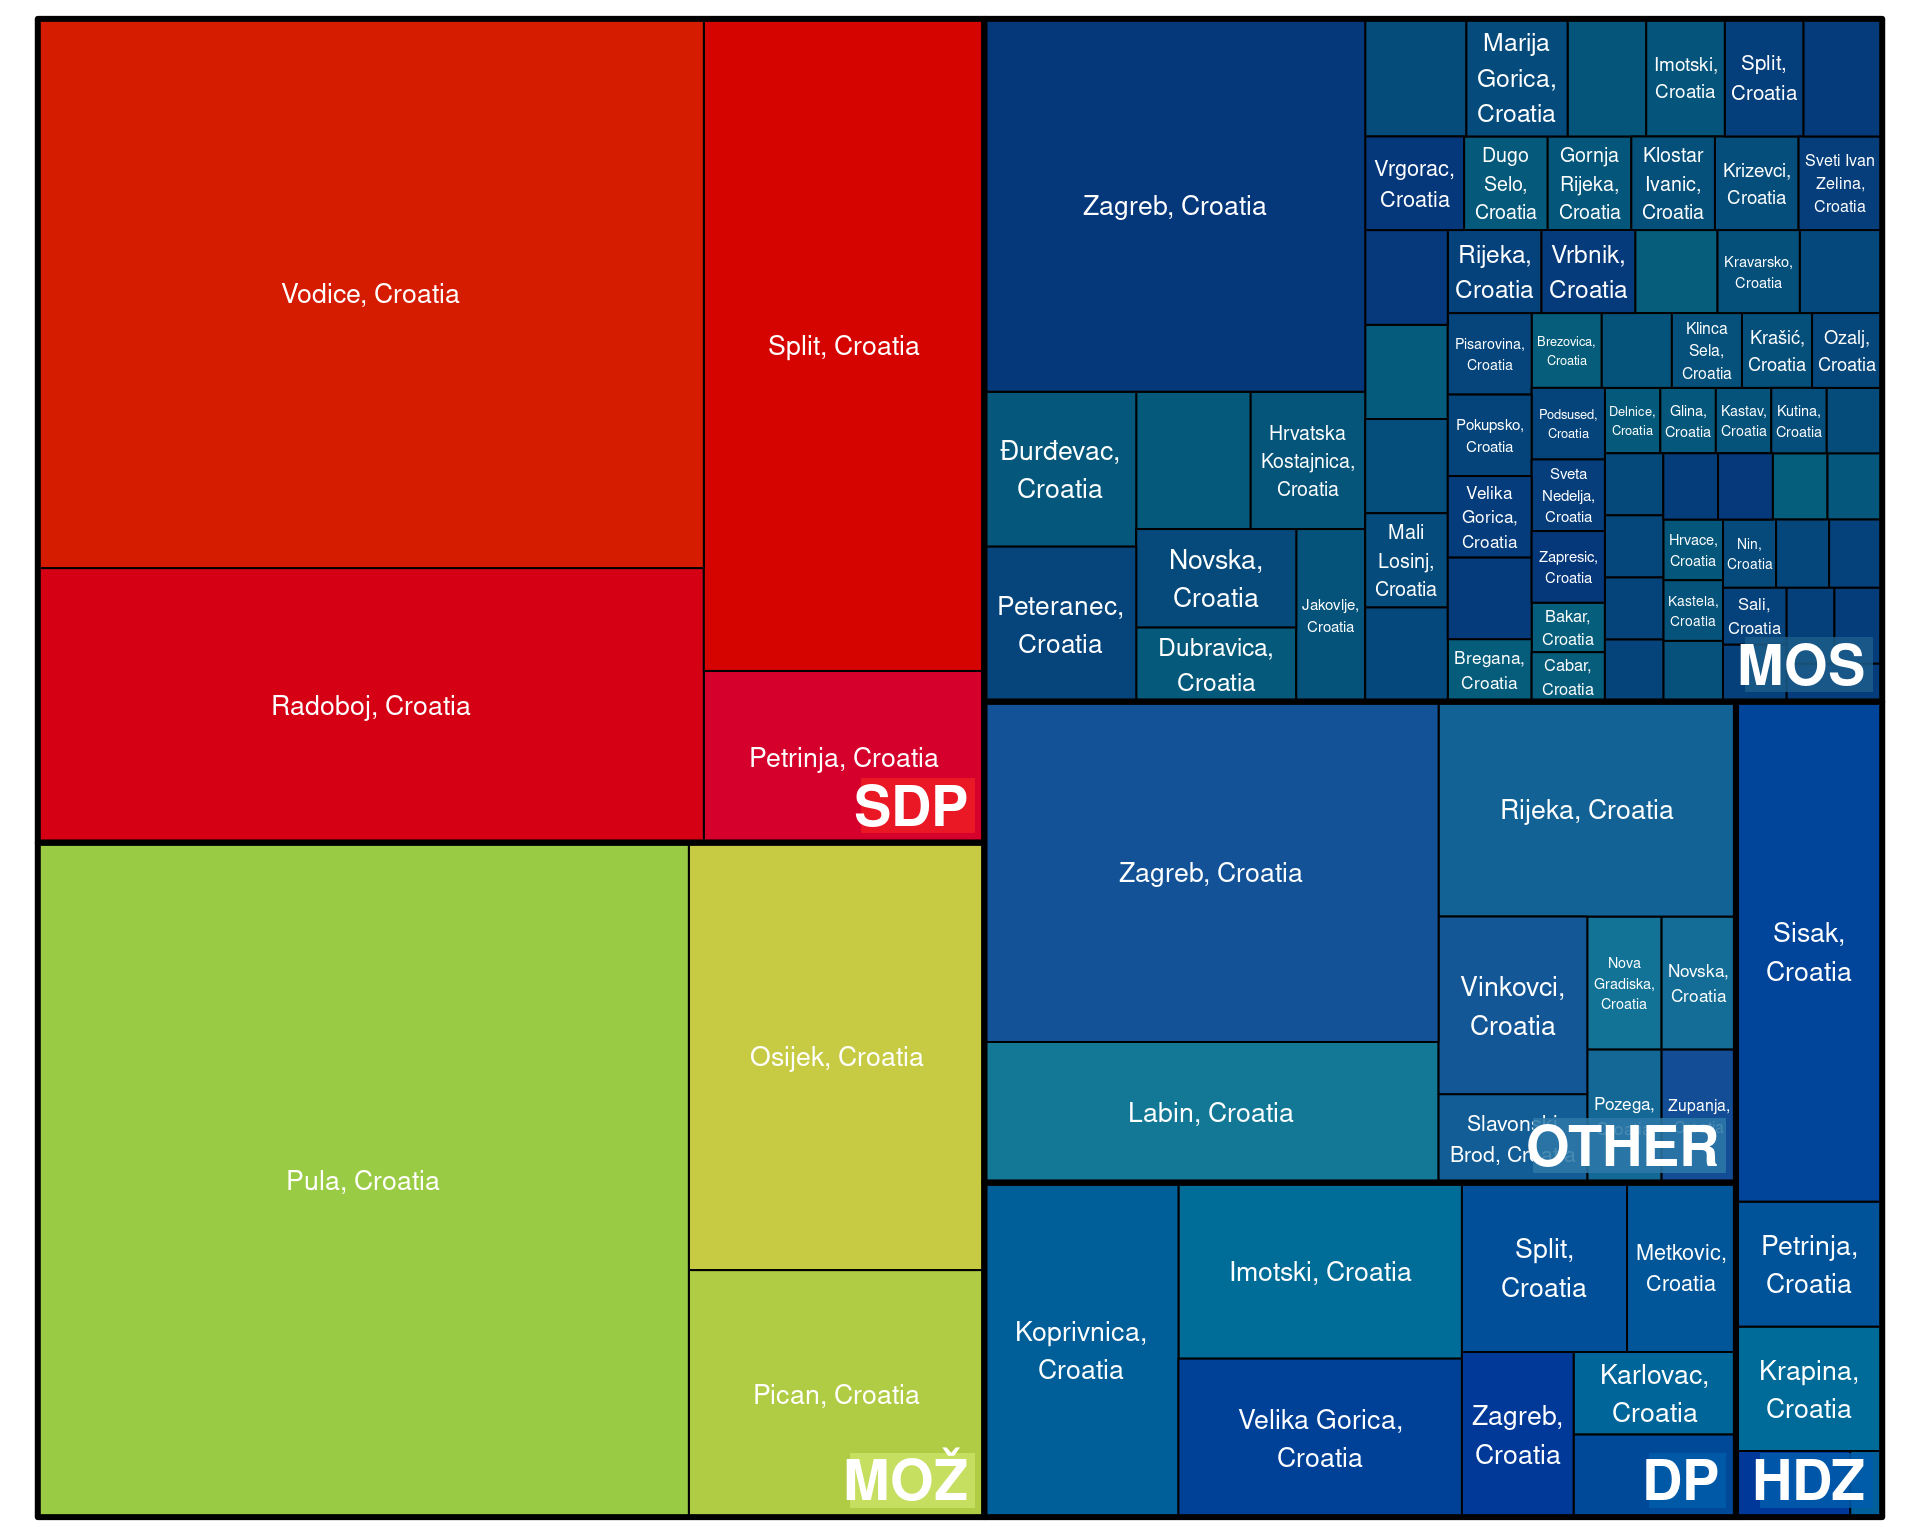 Vodice, Croatia
Split, Croatia
Radoboj, Croatia
Petrinja, Croatia
SDP
Pula, Croatia
Osijek, Croatia
Pican, Croatia
MOŽ
Zagreb, Croatia
Đurđevac,
Croatia
Hrvatska
Kostajnica,
Croatia
Peteranec,
Croatia
Novska,
Croatia
Dubravica,
Croatia
Jakovlje,
Croatia
Marija
Gorica,
Croatia
Imotski,
Croatia
Split,
Croatia
Vrgorac,
Croatia
Dugo
Selo,
Croatia
Gornja
Rijeka,
Croatia
Klostar
Ivanic,
Croatia
Krizevci,
Croatia
Sveti Ivan
Zelina,
Croatia
Rijeka,
Croatia
Vrbnik,
Croatia
Kravarsko,
Croatia
Pisarovina,
Croatia
Brezovica,
Croatia
Klinca
Sela,
Croatia
Krašić,
Croatia
Ozalj,
Croatia
Pokupsko,
Croatia
Podsused,
Croatia
Delnice,
Croatia
Glina,
Croatia
Kastav,
Croatia
Kutina,
Croatia
Mali
Losinj,
Croatia
Velika
Gorica,
Croatia
Sveta
Nedelja,
Croatia
Zapresic,
Croatia
Hrvace,
Croatia
Nin,
Croatia
Kastela,
Croatia
Sali,
Croatia
Bakar,
Croatia
Bregana,
Croatia
Cabar,
Croatia
MOS
Zagreb, Croatia
Rijeka, Croatia
Labin, Croatia
Vinkovci,
Croatia
Nova
Gradiska,
Croatia
Novska,
Croatia
Slavonski
Brod, Croatia
Pozega,
Zupanja,
OTHER
Koprivnica,
Croatia
Imotski, Croatia
Velika Gorica,
Croatia
Split,
Croatia
Metkovic,
Croatia
Zagreb,
Croatia
Karlovac,
Croatia
DP
Sisak,
Croatia
Petrinja,
Croatia
Krapina,
Croatia
HDZ